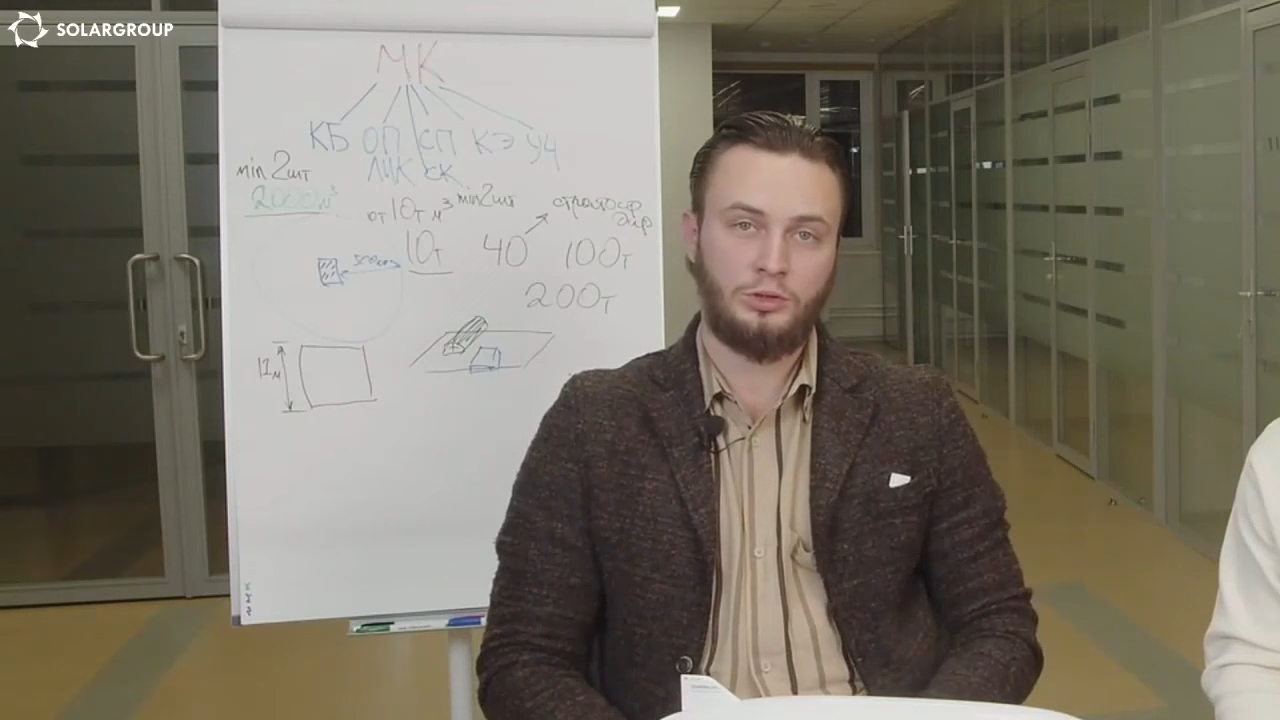 SOLARGROUP
МК
КБ ОП СП КЭ УЧ
ЛИК СК
min 2шт
2000м³
от 10т м³ min 2шт
10т 40 100т
200т
12м